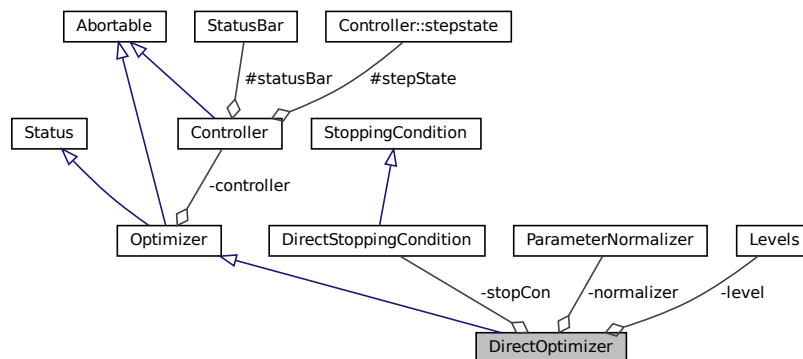 Abortable
StatusBar
Controller::stepstate
#statusBar
#stepState
Status
Controller
StoppingCondition
-controller
Optimizer
DirectStoppingCondition
ParameterNormalizer
Levels
-stopCon
-normalizer
-level
DirectOptimizer